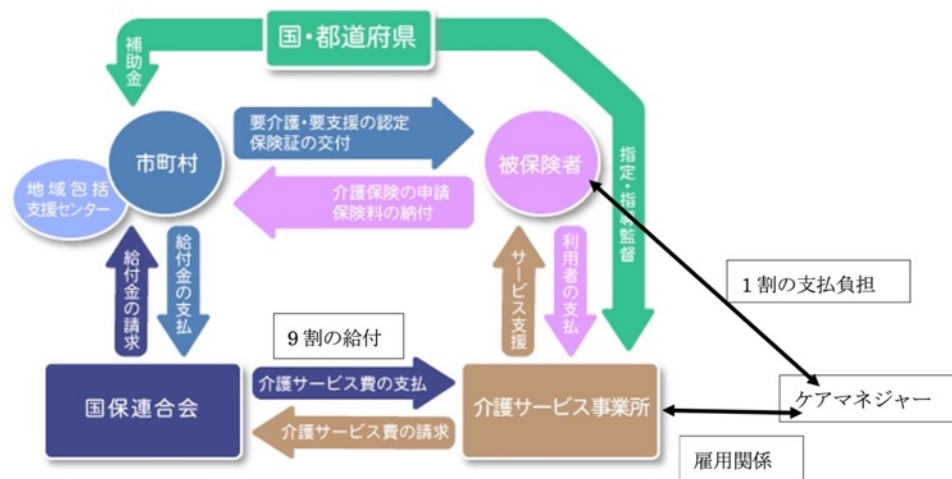 国・都道府県
補助金
要介護・要支援の認定
保険証の交付
市町村
被保険者
地域包括
支援センター
介護保険の申請
保険料の納付
指定・指導監督
給付金の請求
給付金の支払
サービス支援
利用者の支払
1割の支払負担
9割の給付
国保連合会
介護サービス費の支払
介護サービス費の請求
介護サービス事業所
ケアマネジャー
雇用関係